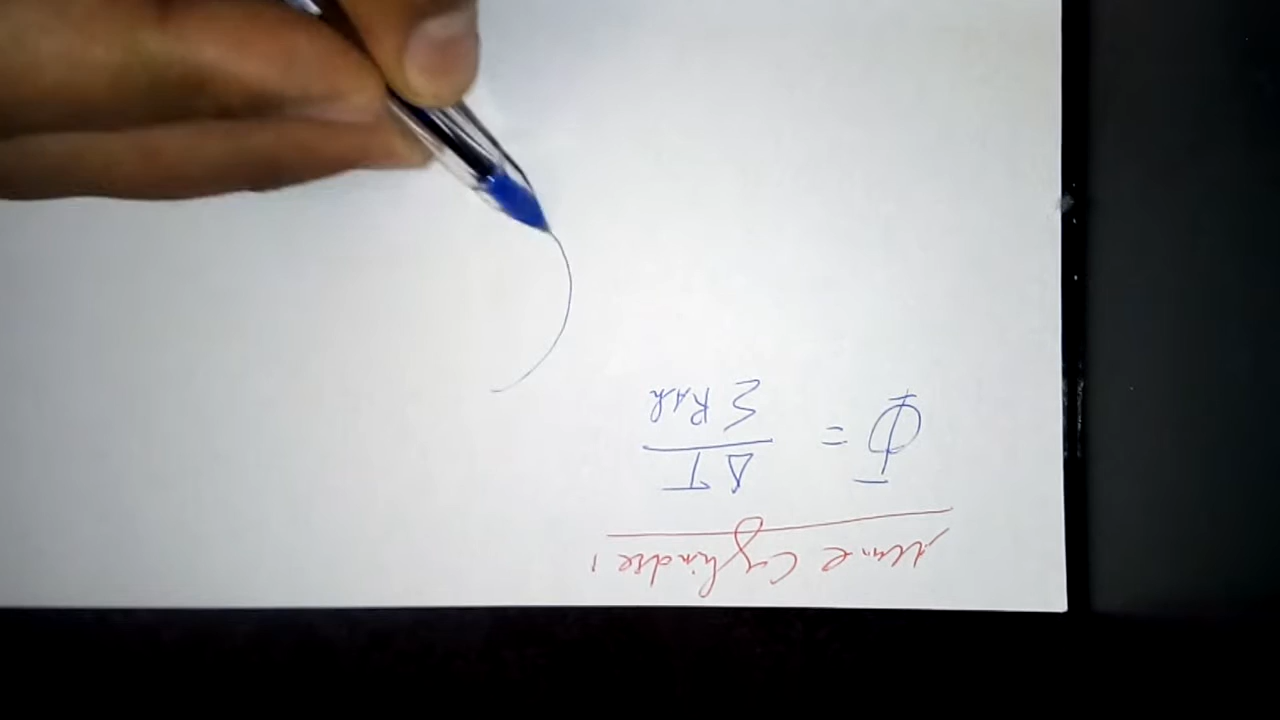 Cylindre :
Φ = ΔT
Σ Rth